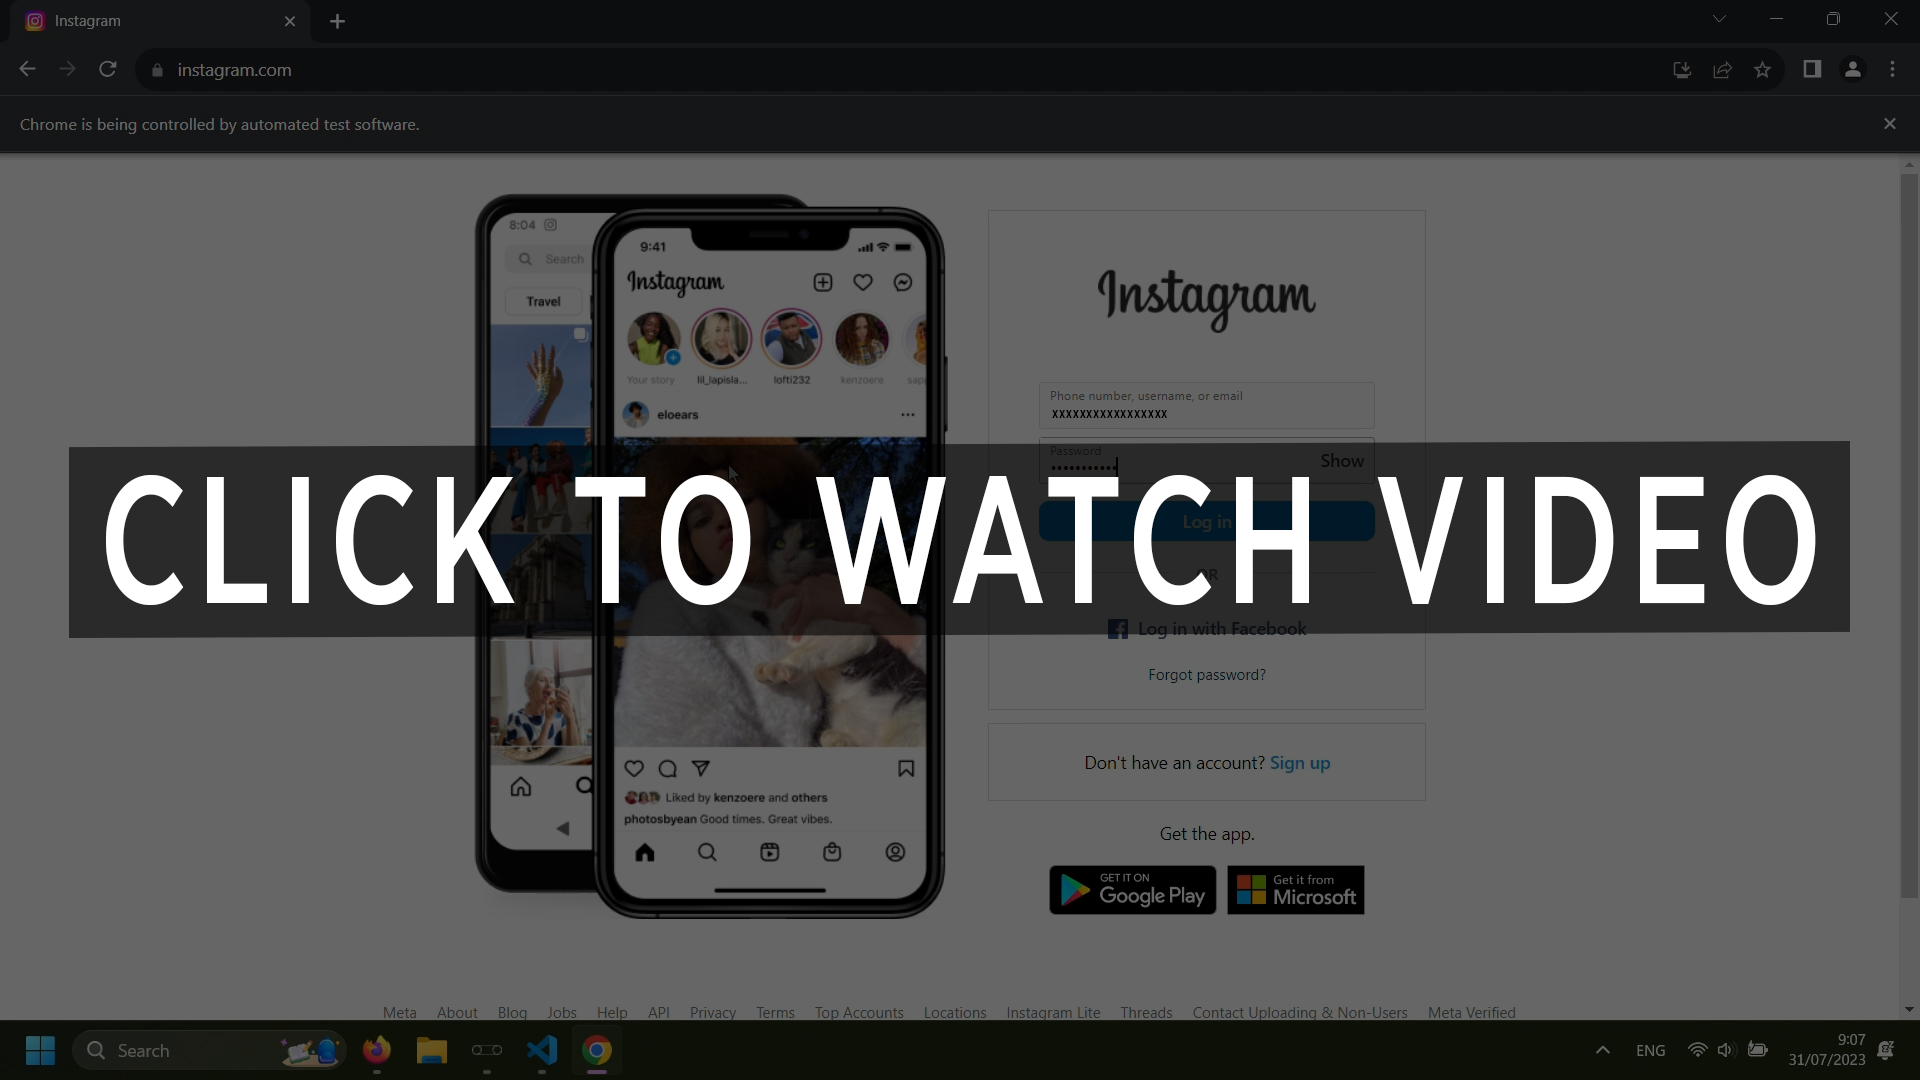 Instagram
instagram.com
Chrome is being controlled by automated test software.
8:04
Search
Travel
9:41
Instagram
Your story
lil_lapisla...
lofti232
kenzoere
sap
eloears
Liked by kenzoere and others
photosbyean Good times. Great vibes.
Instagram
Phone number, username, or email
xxxxxxxxxxxxxxxxx
Password
•••••••••••
Show
Log in
OR
CLICK TO WATCH VIDEO
Log in with Facebook
Forgot password?
Don't have an account? Sign up
Get the app.
GET IT ON
Google Play
Get it from
Microsoft
Meta About Blog Jobs Help API Privacy Terms Top Accounts Locations Instagram Lite Threads Contact Uploading & Non-Users Meta Verified
Search
ENG
9:07
31/07/2023